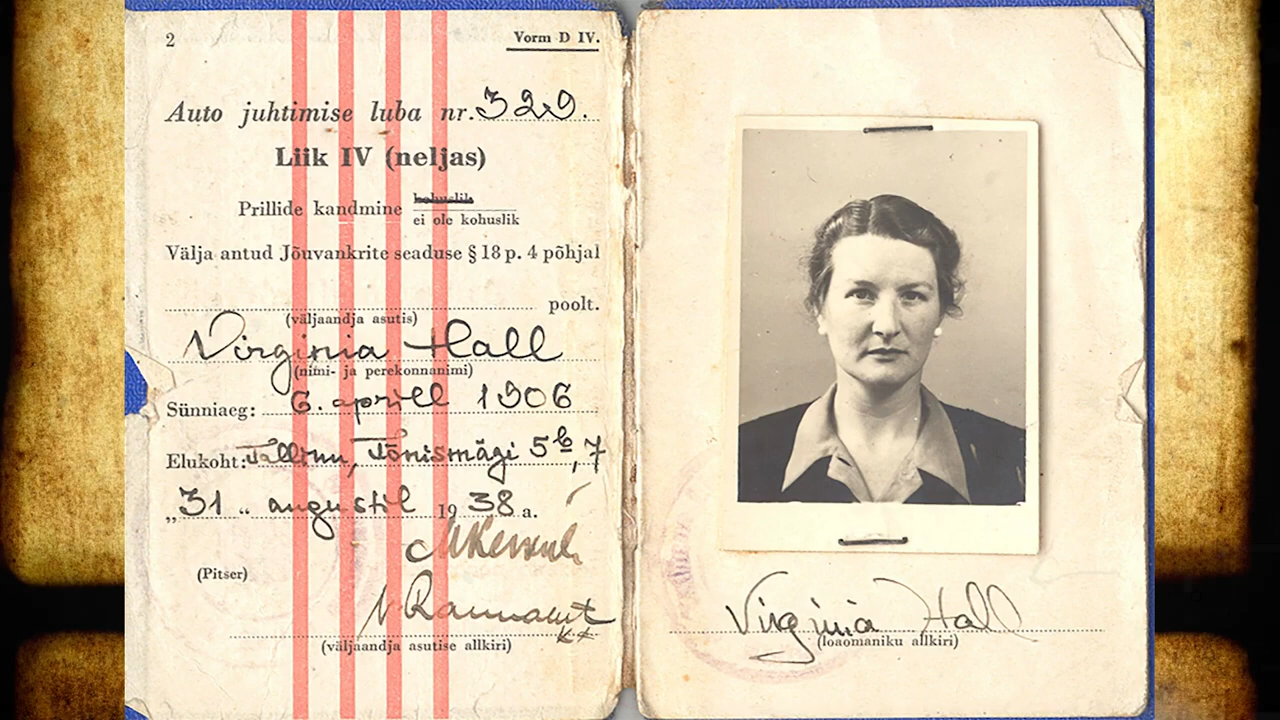 2
Vorm D IV.
Auto juhtimise luba nr. 329.
Liik IV (neljas)
Prillide kandmine kohuslik
ei ole kohuslik
Välja antud Jõuvankrite seaduse § 18 p. 4 põhjal
poolt.
(väljaandja asutis)
Virginia Hall
(nimi- ja perekonnanimi)
Sünniaeg: 6. aprill 1906
Elukoht: Tallinn, Tõnismägi 5b, 7
„31“ augustil 1938 a.
(Pitser)
(väljaandja asutise allkiri)
Virginia Hall
(loaomaniku allkiri)